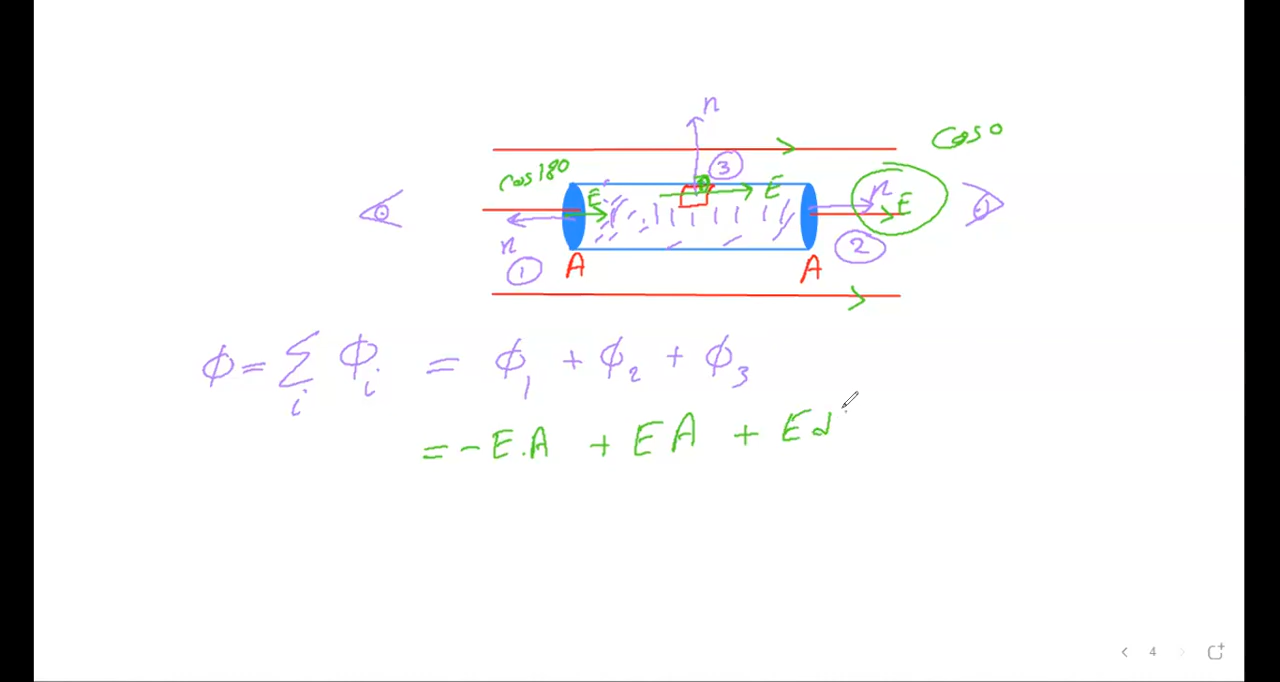 n
cos 0
③
cos 180
E
E
n
E
n
①
A
A
②
ϕ = Σ ϕᵢ = ϕ₁ + ϕ₂ + ϕ₃
i
= - E.A + EA + Ed
4